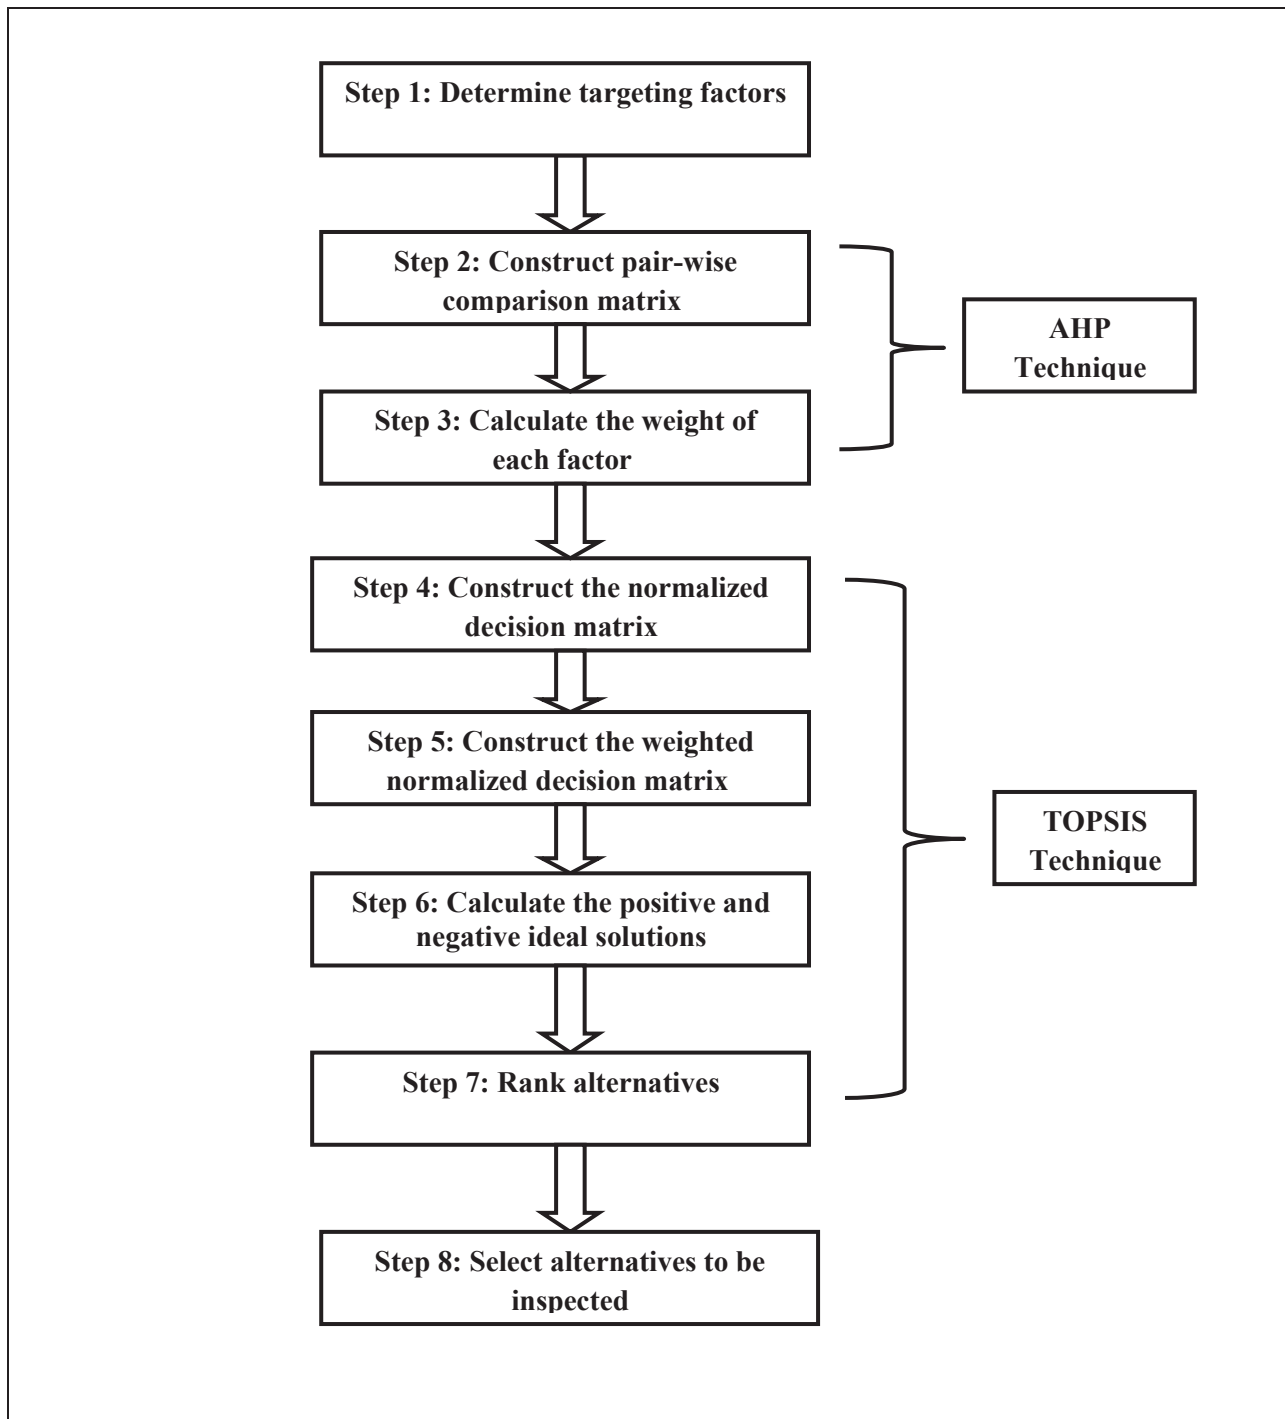 Step 1: Determine targeting factors
Step 2: Construct pair-wise
comparison matrix
AHP
Technique
Step 3: Calculate the weight of
each factor
Step 4: Construct the normalized
decision matrix
Step 5: Construct the weighted
normalized decision matrix
TOPSIS
Technique
Step 6: Calculate the positive and
negative ideal solutions
Step 7: Rank alternatives
Step 8: Select alternatives to be
inspected